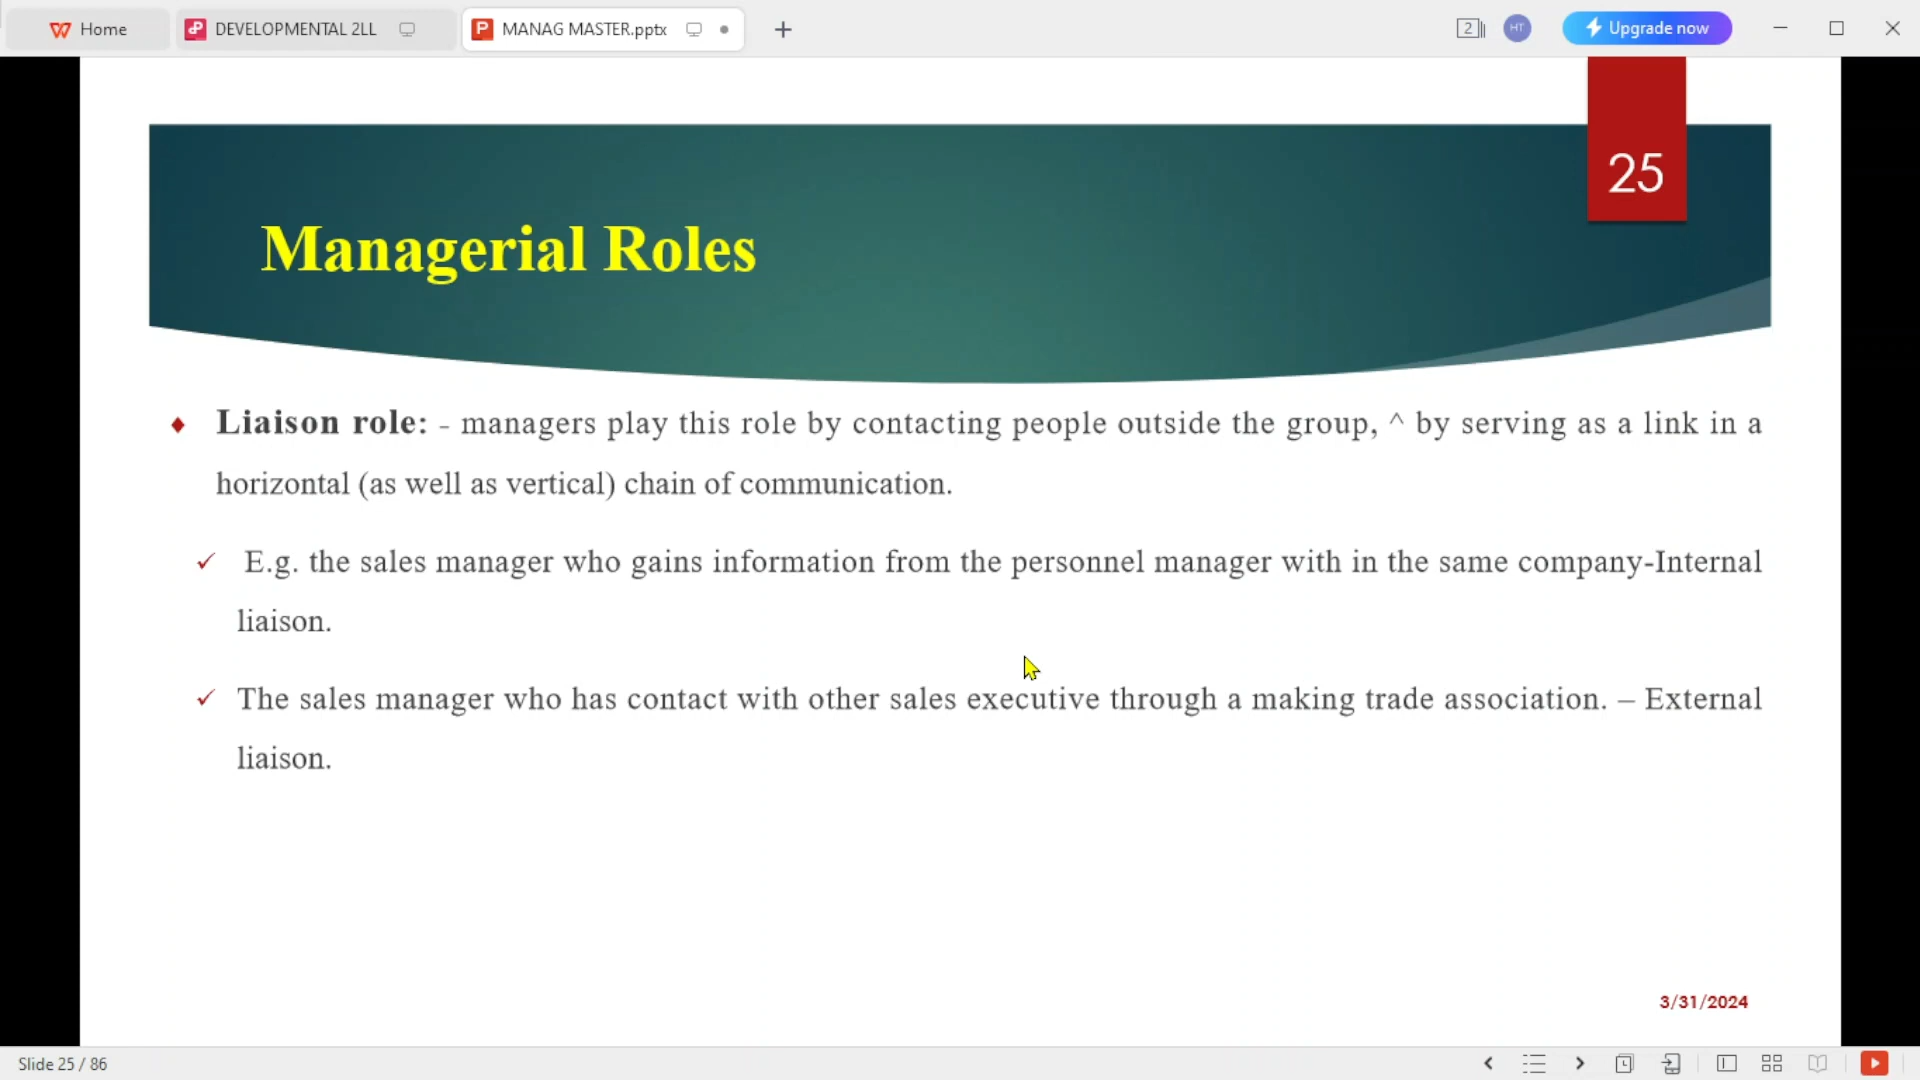 Home
DEVELOPMENTAL 2LL
MANAG MASTER.pptx
2
HT
Upgrade now
25
Managerial Roles
Liaison role: - managers play this role by contacting people outside the group, ^ by serving as a link in a
horizontal (as well as vertical) chain of communication.
E.g. the sales manager who gains information from the personnel manager with in the same company-Internal
liaison.
The sales manager who has contact with other sales executive through a making trade association. – External
liaison.
3/31/2024
Slide 25 / 86